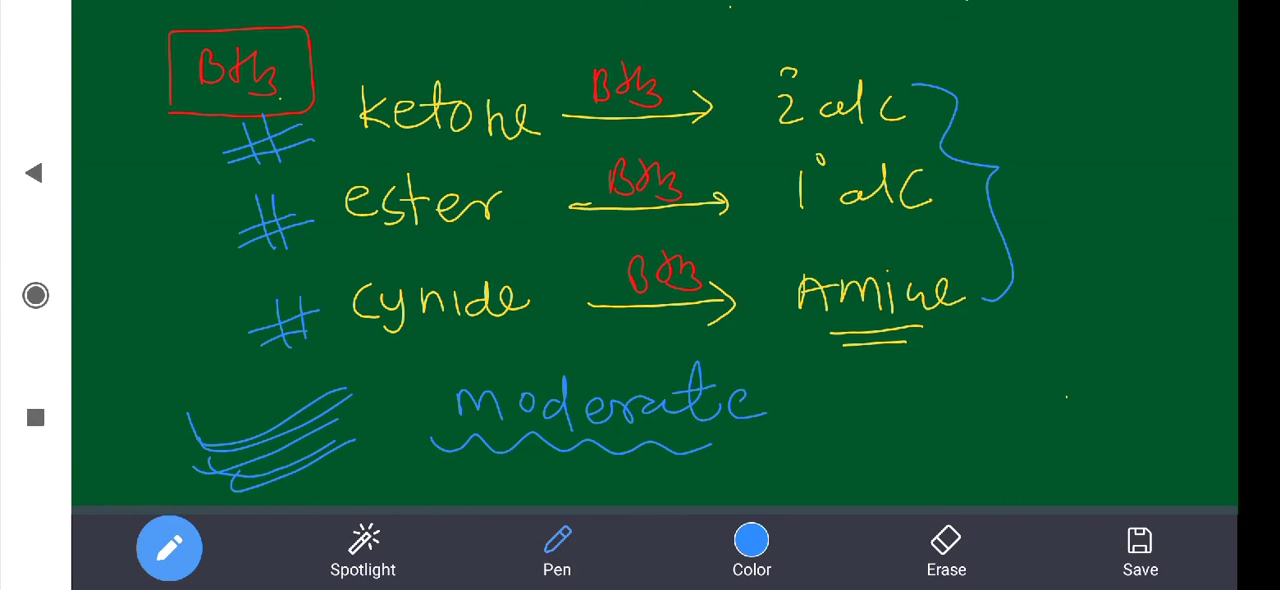 BH3
Ketone BH3 2° alc
ester BH3 1° alc
Cynide BH3 Amine
moderate
Spotlight Pen Color Erase Save